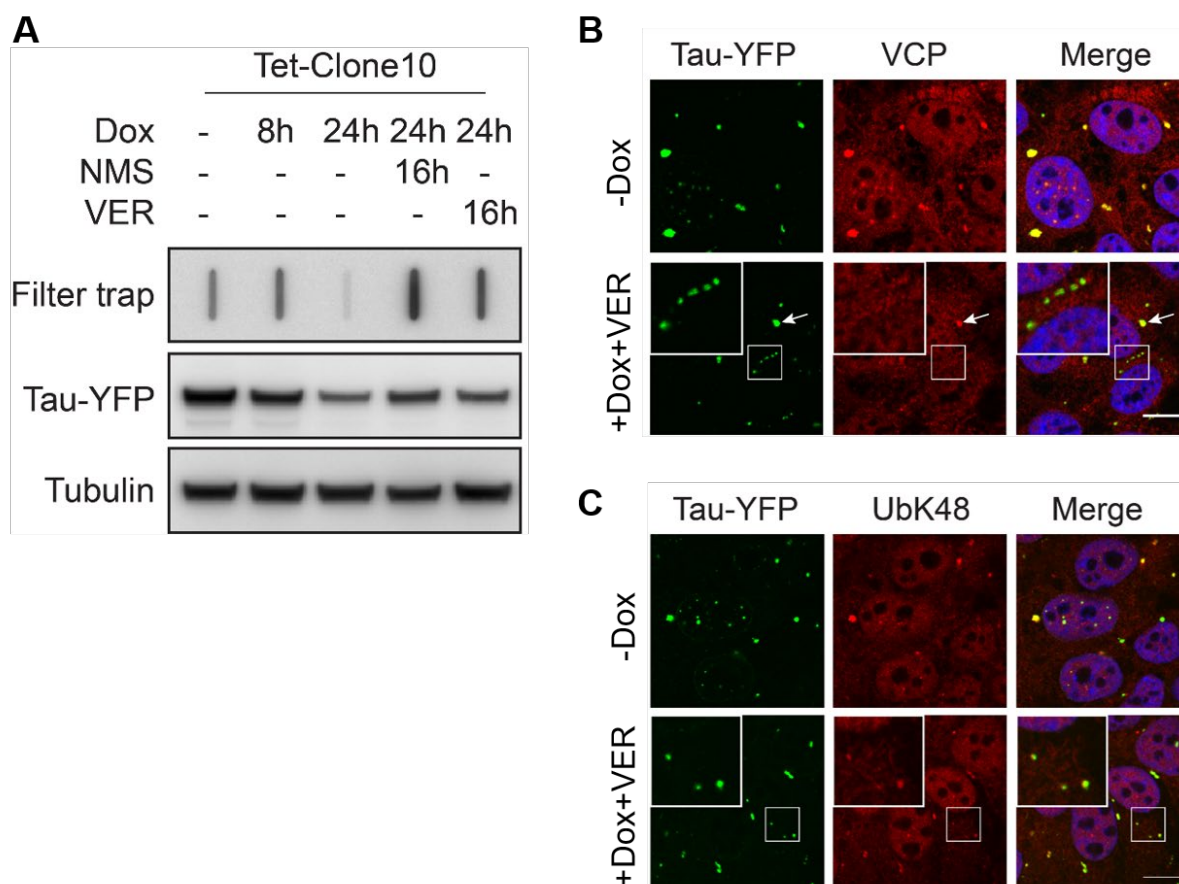 A
Tet-Clone10
Dox - 8h 24h 24h 24h
NMS - - - 16h -
VER - - - - 16h
Filter trap
Tau-YFP
Tubulin
B
Tau-YFP VCP Merge
-Dox
+Dox+VER
C
Tau-YFP UbK48 Merge
-Dox
+Dox+VER